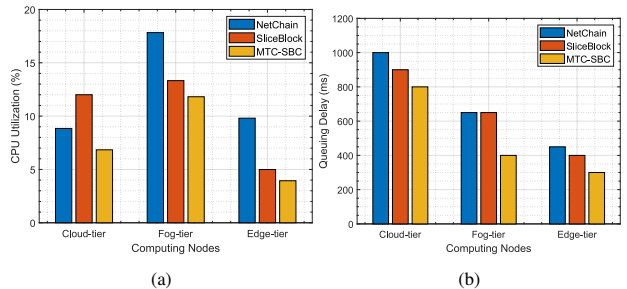 20
15
10
5
0
CPU Utilization (%)
NetChain
SliceBlock
MTC-SBC
Cloud-tier Fog-tier Edge-tier
Computing Nodes
(a)
1200
1000
800
600
400
200
0
Queuing Delay (ms)
NetChain
SliceBlock
MTC-SBC
Cloud-tier Fog-tier Edge-tier
Computing Nodes
(b)